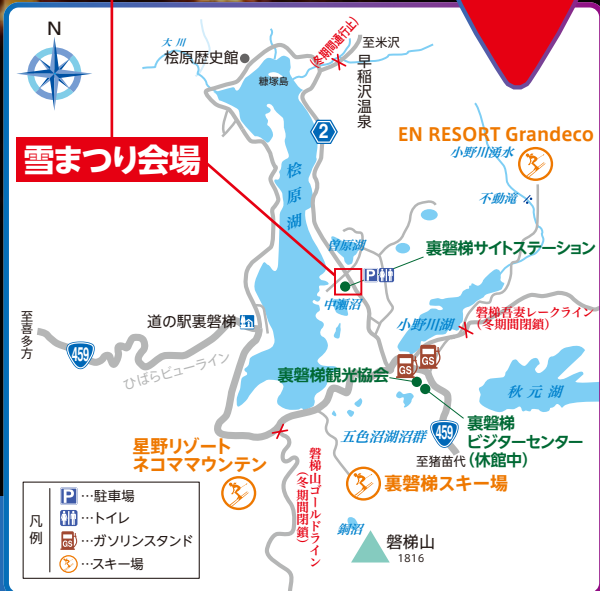 N
大川
桧原歴史館
(冬期間通行止)
至米沢
早稲沢温泉
糠塚島
2
EN RESORT Grandeco
小野川湧水
不動滝
雪まつり会場
桧原湖
曽原湖
裏磐梯サイトステーション
P
中瀬沼
磐梯吾妻レークライン
(冬期間閉鎖)
小野川湖
至喜多方
459
道の駅裏磐梯
ひばらビューライン
GS
GS
裏磐梯観光協会
秋元湖
五色沼湖沼群
459
裏磐梯
ビジターセンター
(休館中)
至猪苗代
星野リゾート
ネコママウンテン
磐梯山ゴールドライン
(冬期間閉鎖)
裏磐梯スキー場
銅沼
磐梯山
1816
凡例
P…駐車場
…トイレ
GS…ガソリンスタンド
…スキー場